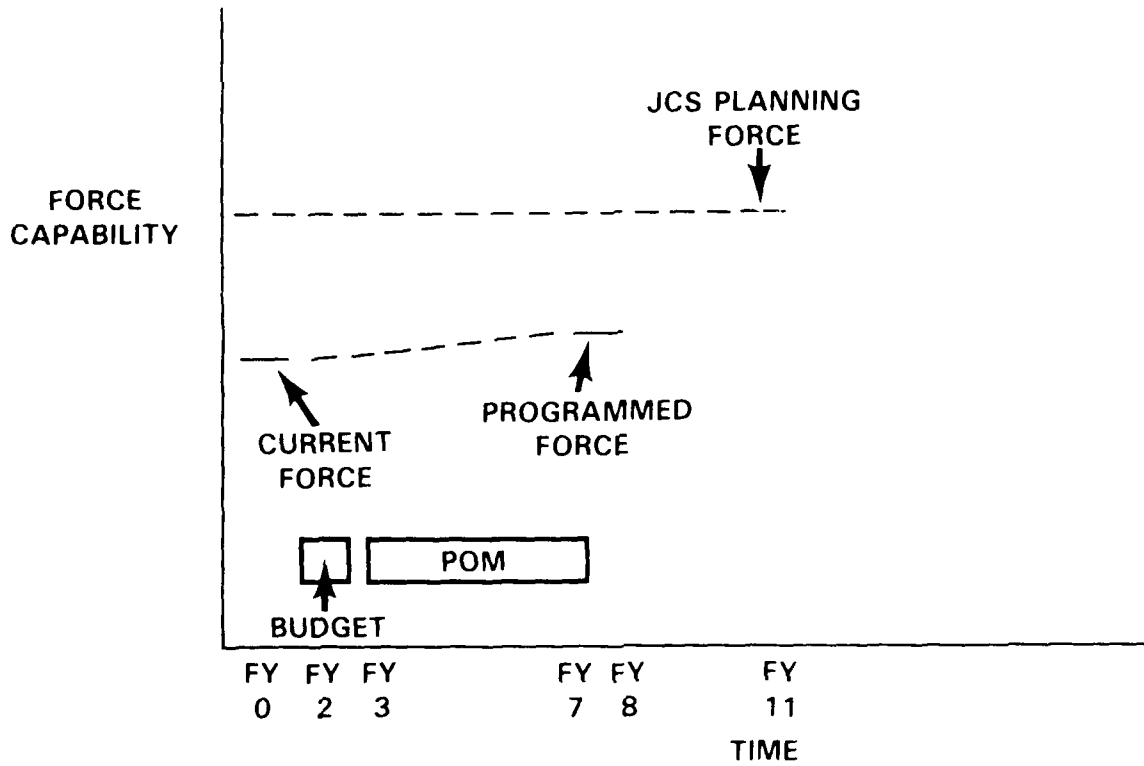 JCS PLANNING
FORCE
FORCE
CAPABILITY
CURRENT
FORCE
PROGRAMMED
FORCE
POM
BUDGET
FY FY FY FY FY FY
0 2 3 7 8 11
TIME